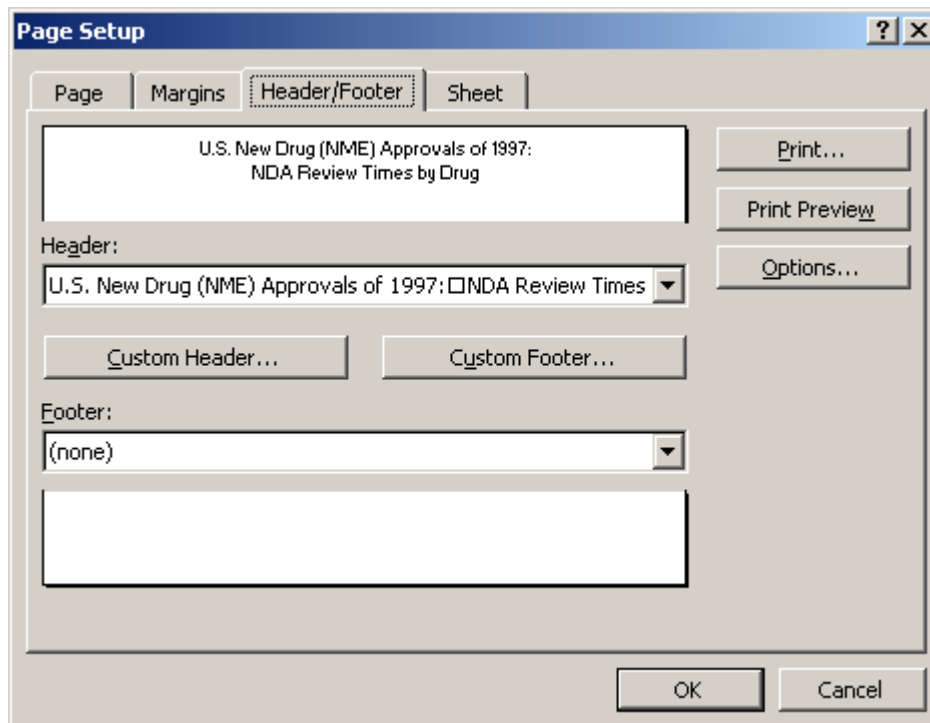 Page Setup
Page Margins Header/Footer Sheet
U.S. New Drug (NME) Approvals of 1997:
NDA Review Times by Drug
Print...
Print Preview
Header:
U.S. New Drug (NME) Approvals of 1997:□NDA Review Times
Options...
Custom Header... Custom Footer...
Footer:
(none)
OK Cancel